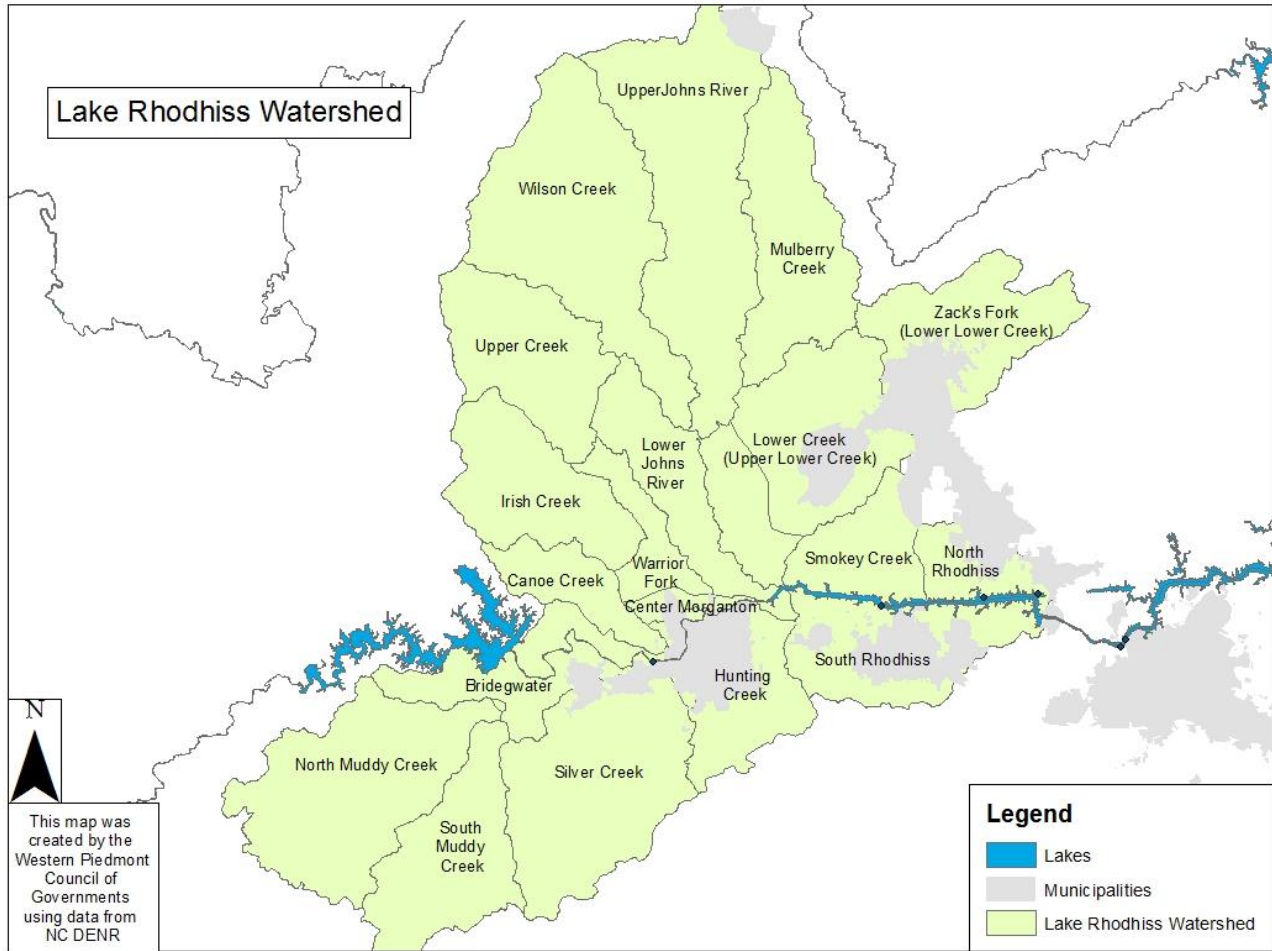 Lake Rhodhiss Watershed
UpperJohns River
Wilson Creek
Mulberry
Creek
Zack's Fork
(Lower Lower Creek)
Upper Creek
Lower
Johns
River
Lower Creek
(Upper Lower Creek)
Irish Creek
Warrior
Fork
Smokey Creek
North
Rhodhiss
Canoe Creek
Center Morganton
South Rhodhiss
Hunting
Creek
Bridegwater
North Muddy Creek
Silver Creek
South
Muddy
Creek
N
This map was
created by the
Western Piedmont
Council of
Governments
using data from
NC DENR
Legend
Lakes
Municipalities
Lake Rhodhiss Watershed